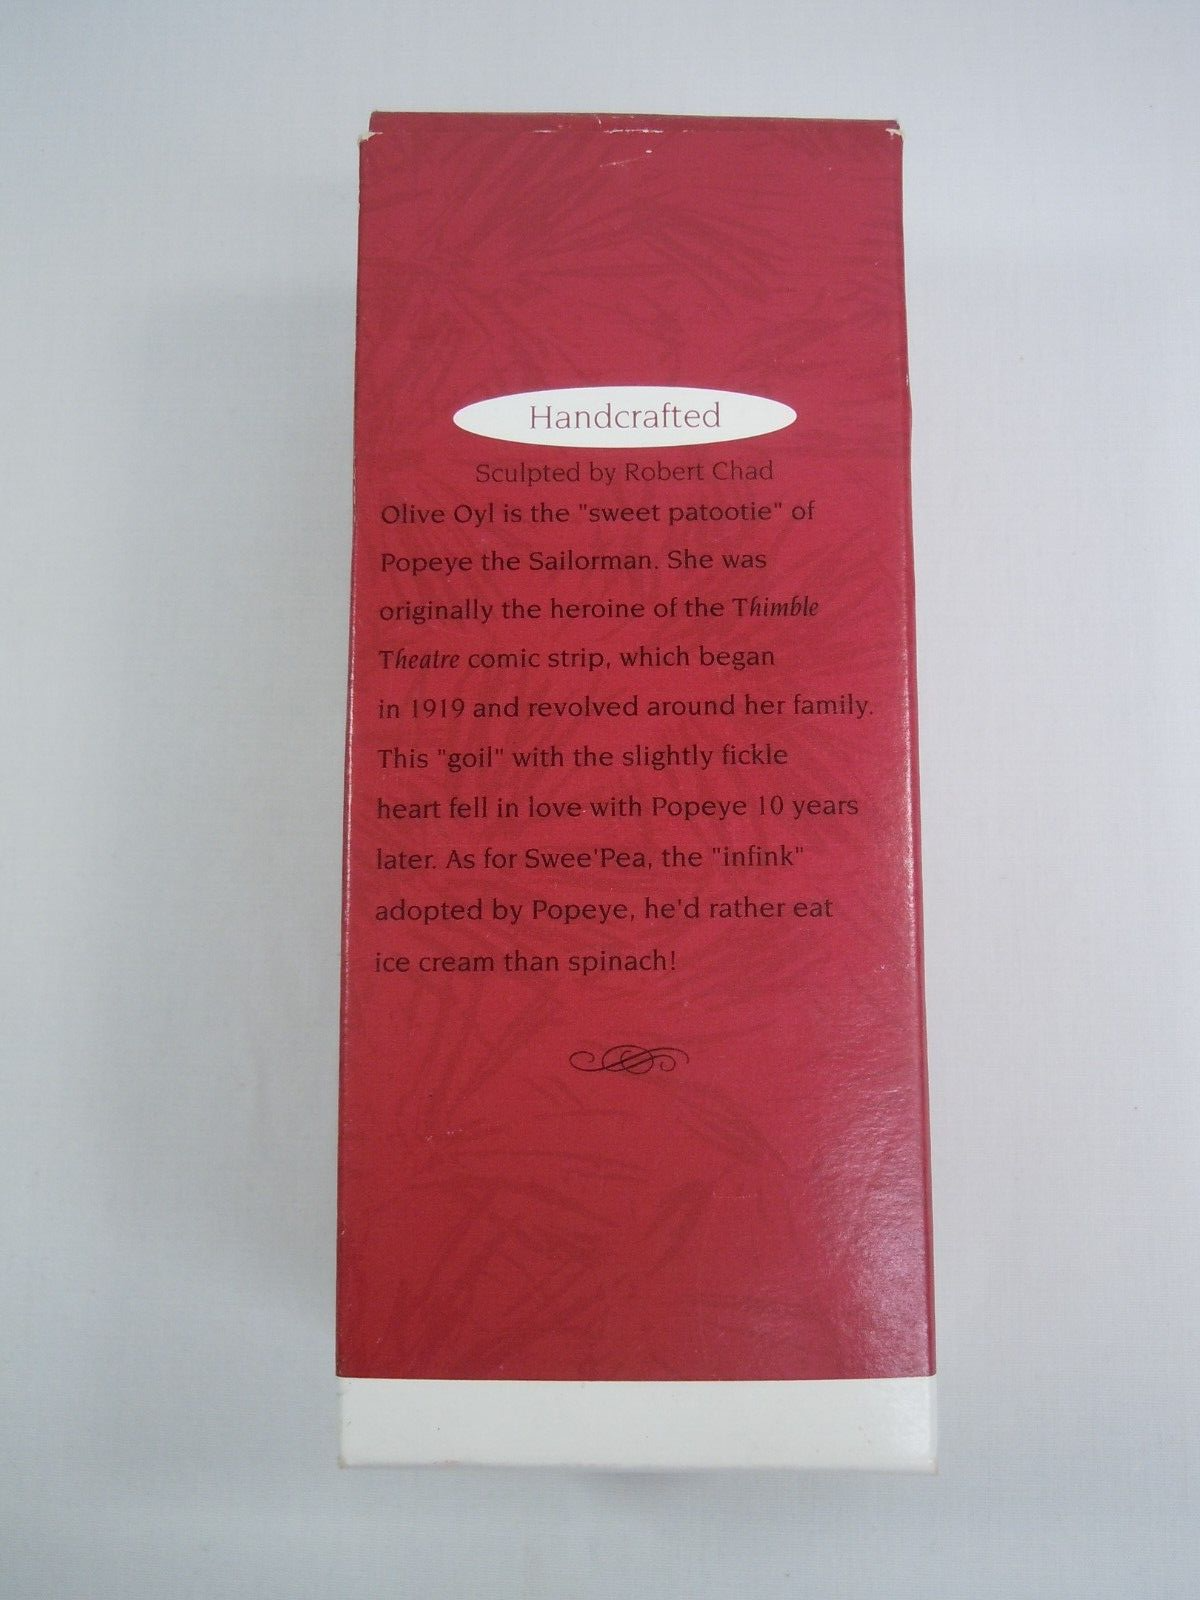 Handcrafted
Sculpted by Robert Chad
Olive Oyl is the "sweet patootie" of
Popeye the Sailorman. She was
originally the heroine of the Thimble
Theatre comic strip, which began
in 1919 and revolved around her family.
This "goil" with the slightly fickle
heart fell in love with Popeye 10 years
later. As for Swee'Pea, the "infink"
adopted by Popeye, he'd rather eat
ice cream than spinach!